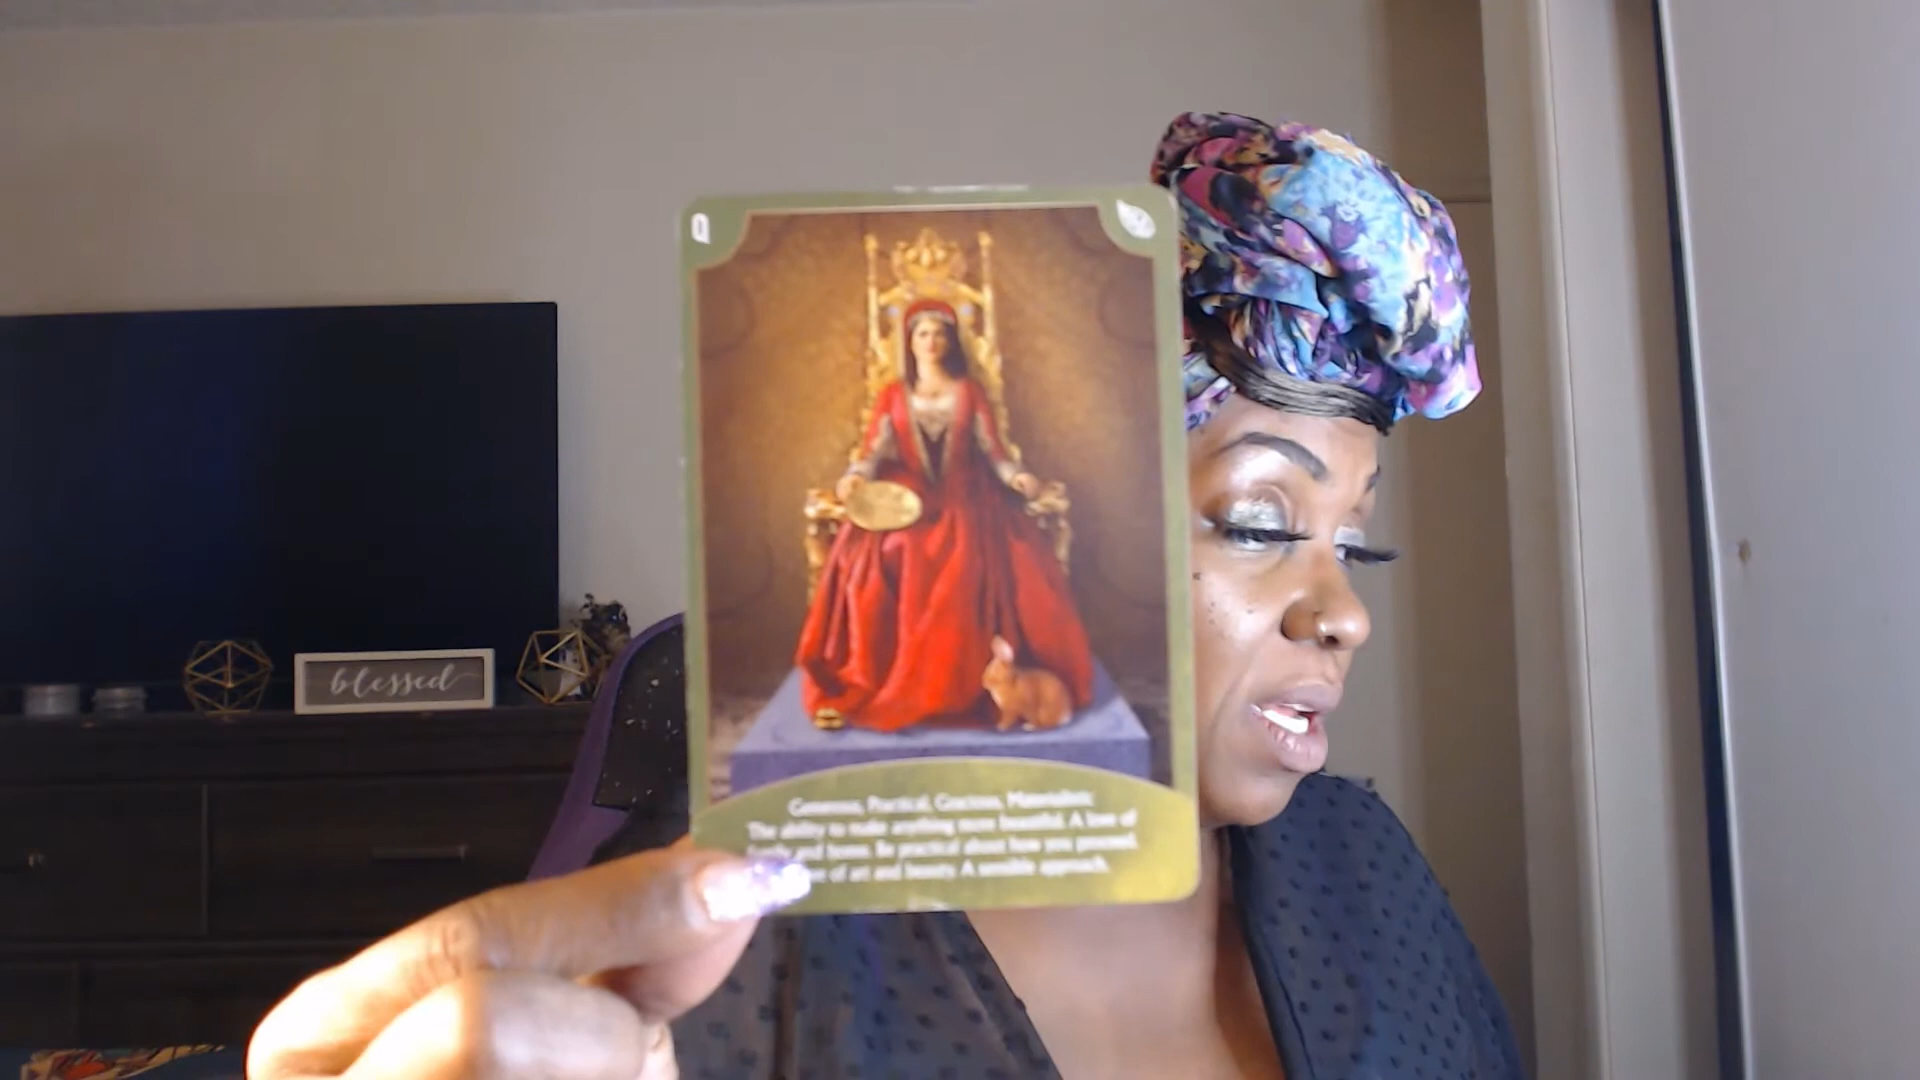 blessed
Generous, Practical, Gracious, Materialistic
The ability to make anything more beautiful. A love of
family and home. Be practical about how you proceed.
of art and beauty. A sensible approach.